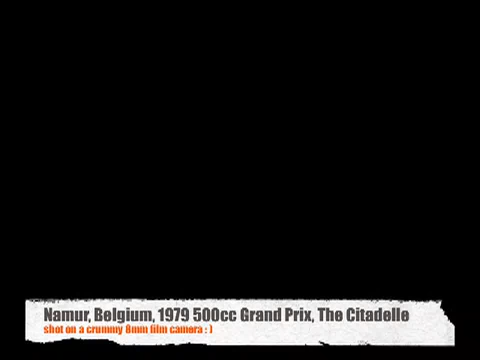 Namur, Belgium, 1979 500cc Grand Prix, The Citadelle
shot on a crummy 8mm film camera : )